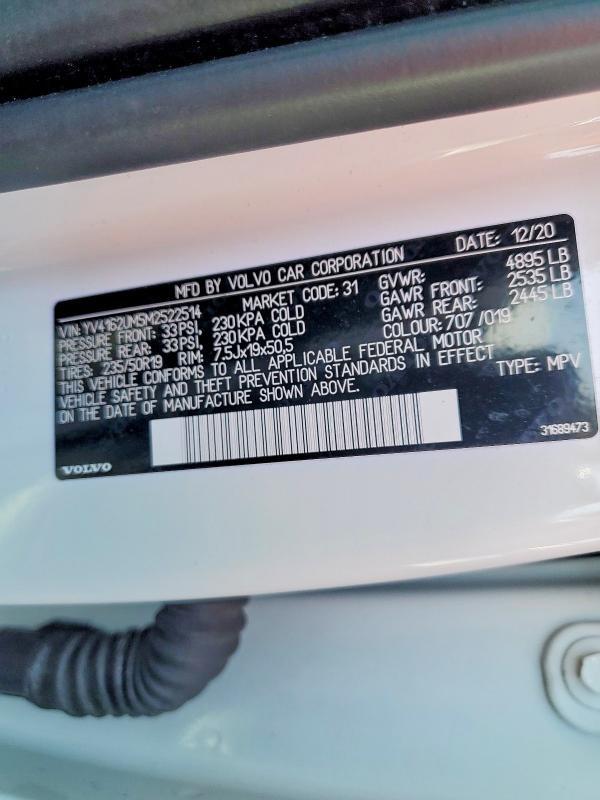 MFD BY VOLVO CAR CORPORATION DATE: 12/20
VIN: YV4162UM5M2522514 MARKET CODE: 31 GVWR: 4895 LB
PRESSURE FRONT: 33 PSI, 230 KPA COLD GAWR FRONT: 2535 LB
PRESSURE REAR: 33 PSI, 230 KPA COLD GAWR REAR: 2445 LB
TIRES: 235/50R19 RIM: 7.5Jx19x50,5 COLOUR: 707 /019
THIS VEHICLE CONFORMS TO ALL APPLICABLE FEDERAL MOTOR
VEHICLE SAFETY AND THEFT PREVENTION STANDARDS IN EFFECT
ON THE DATE OF MANUFACTURE SHOWN ABOVE. TYPE: MPV
VOLVO 31689473